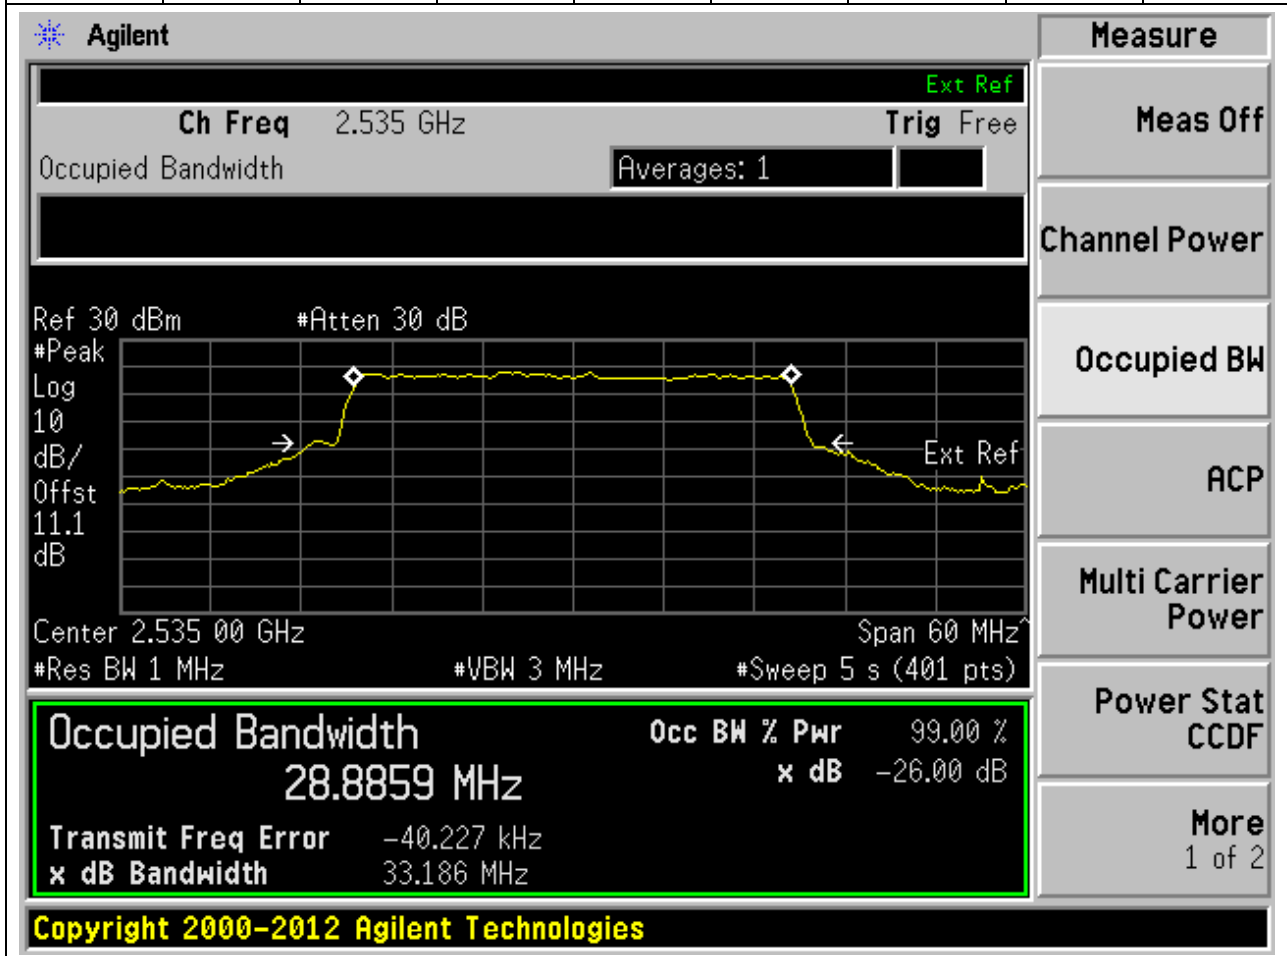 Agilent
Measure
Ext Ref
Ch Freq 2.535 GHz Trig Free
Meas Off
Occupied Bandwidth Averages: 1
Channel Power
Ref 30 dBm #Atten 30 dB
#Peak
Log
10
dB/
Offst
11.1
dB
Ext Ref
Occupied BW
ACP
Center 2.535 00 GHz Span 60 MHz^
#Res BW 1 MHz #VBW 3 MHz #Sweep 5 s (401 pts)
Multi Carrier
Power
Occupied Bandwidth Occ BW % Pwr 99.00 %
28.8859 MHz x dB -26.00 dB
Transmit Freq Error -40.227 kHz
x dB Bandwidth 33.186 MHz
Power Stat
CCDF
More
1 of 2
Copyright 2000-2012 Agilent Technologies